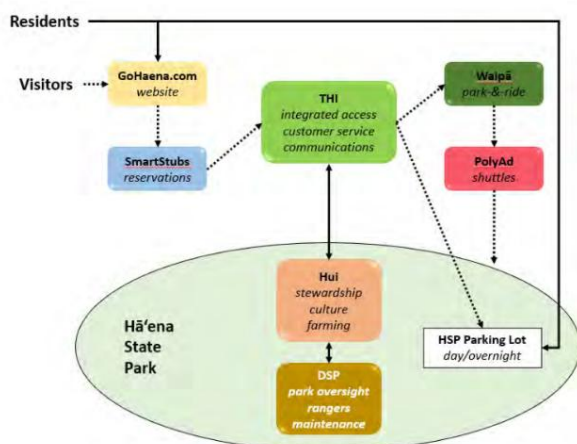 Residents
Visitors
GoHaena.com
website
SmartStubs
reservations
THI
integrated access
customer service
communications
Waipā
park-&-ride
PolyAd
shuttles
Hāʻena
State
Park
Hui
stewardship
culture
farming
DSP
park oversight
rangers
maintenance
HSP Parking Lot
day/overnight